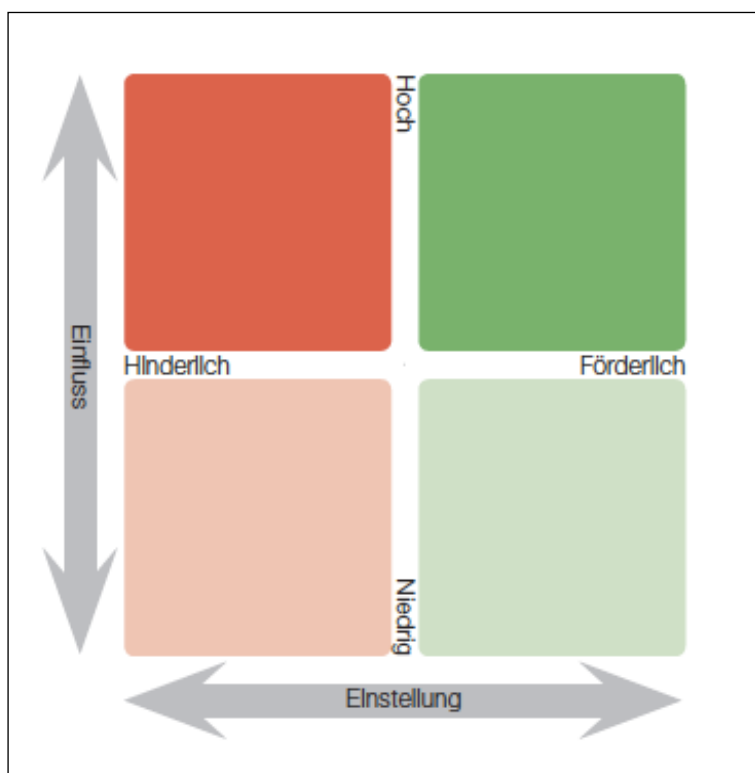 Hoch
Einfluss
Hinderlich
Förderlich
Niedrig
Einstellung